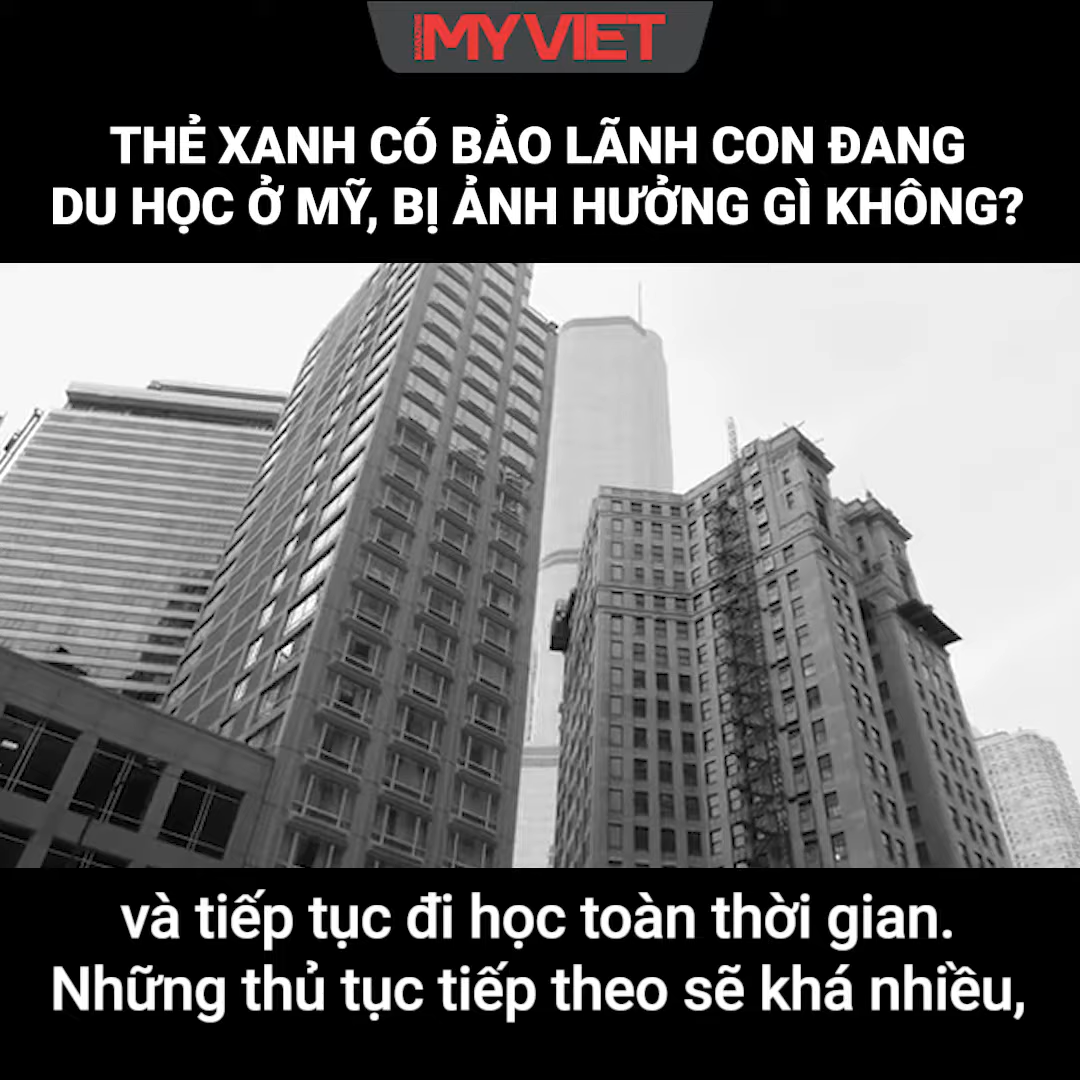 MYVIET
THẺ XANH CÓ BẢO LÃNH CON ĐANG
DU HỌC Ở MỸ, BỊ ẢNH HƯỞNG GÌ KHÔNG?
và tiếp tục đi học toàn thời gian.
Những thủ tục tiếp theo sẽ khá nhiều,